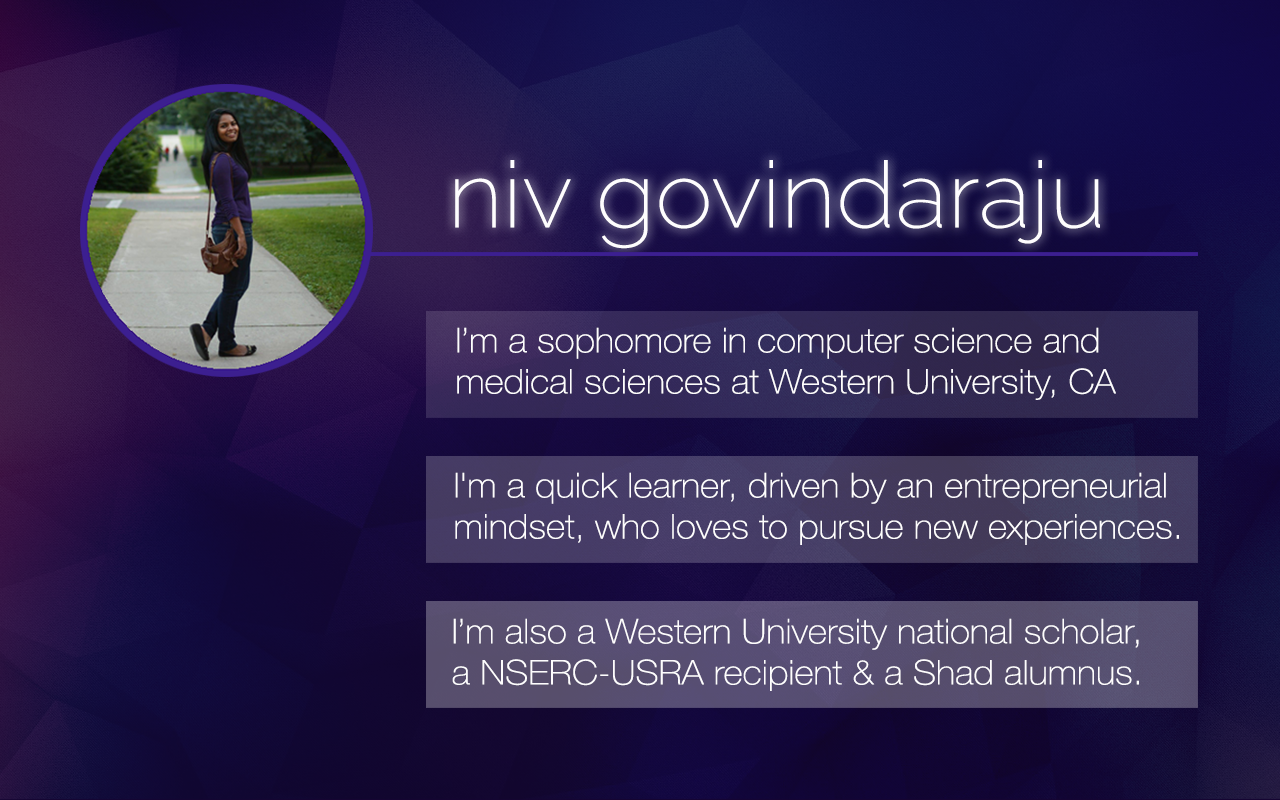 niv govindaraju
I’m a sophomore in computer science and
medical sciences at Western University, CA
I'm a quick learner, driven by an entrepreneurial
mindset, who loves to pursue new experiences.
I’m also a Western University national scholar,
a NSERC-USRA recipient & a Shad alumnus.